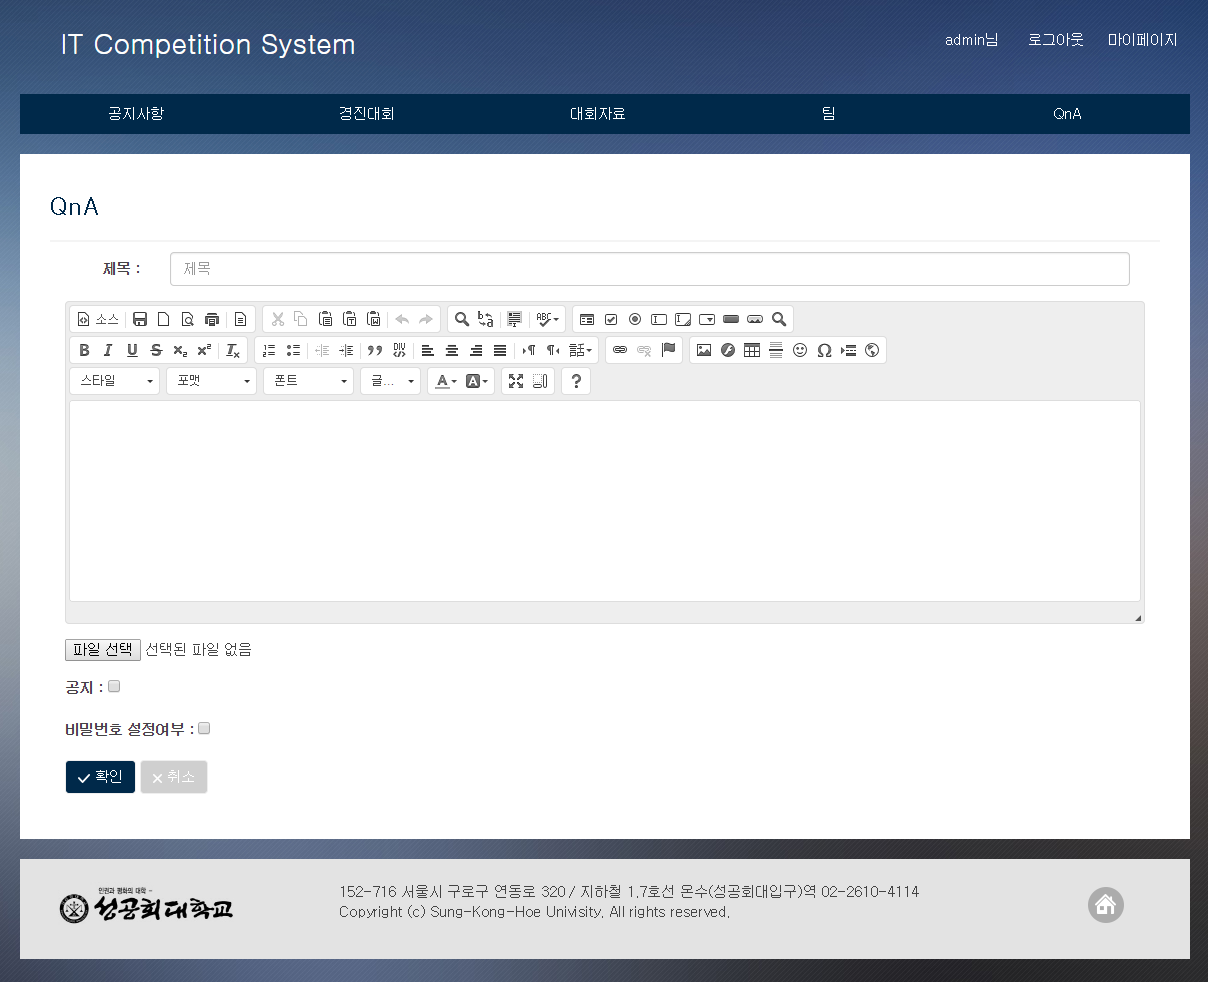 IT Competition System
admin님 로그아웃 마이페이지
공지사항 경진대회 대회자료 팀 QnA
QnA
제목 : 제목
소스
스타일 포맷 폰트 글...
파일 선택 선택된 파일 없음
공지 :
비밀번호 설정여부 :
확인 취소
인권과 평화의 대학 ~
성공회대학교
152-716 서울시 구로구 연동로 320 / 지하철 1,7호선 온수(성공회대입구)역 02-2610-4114
Copyright (c) Sung-Kong-Hoe Univisity, All rights reserved.